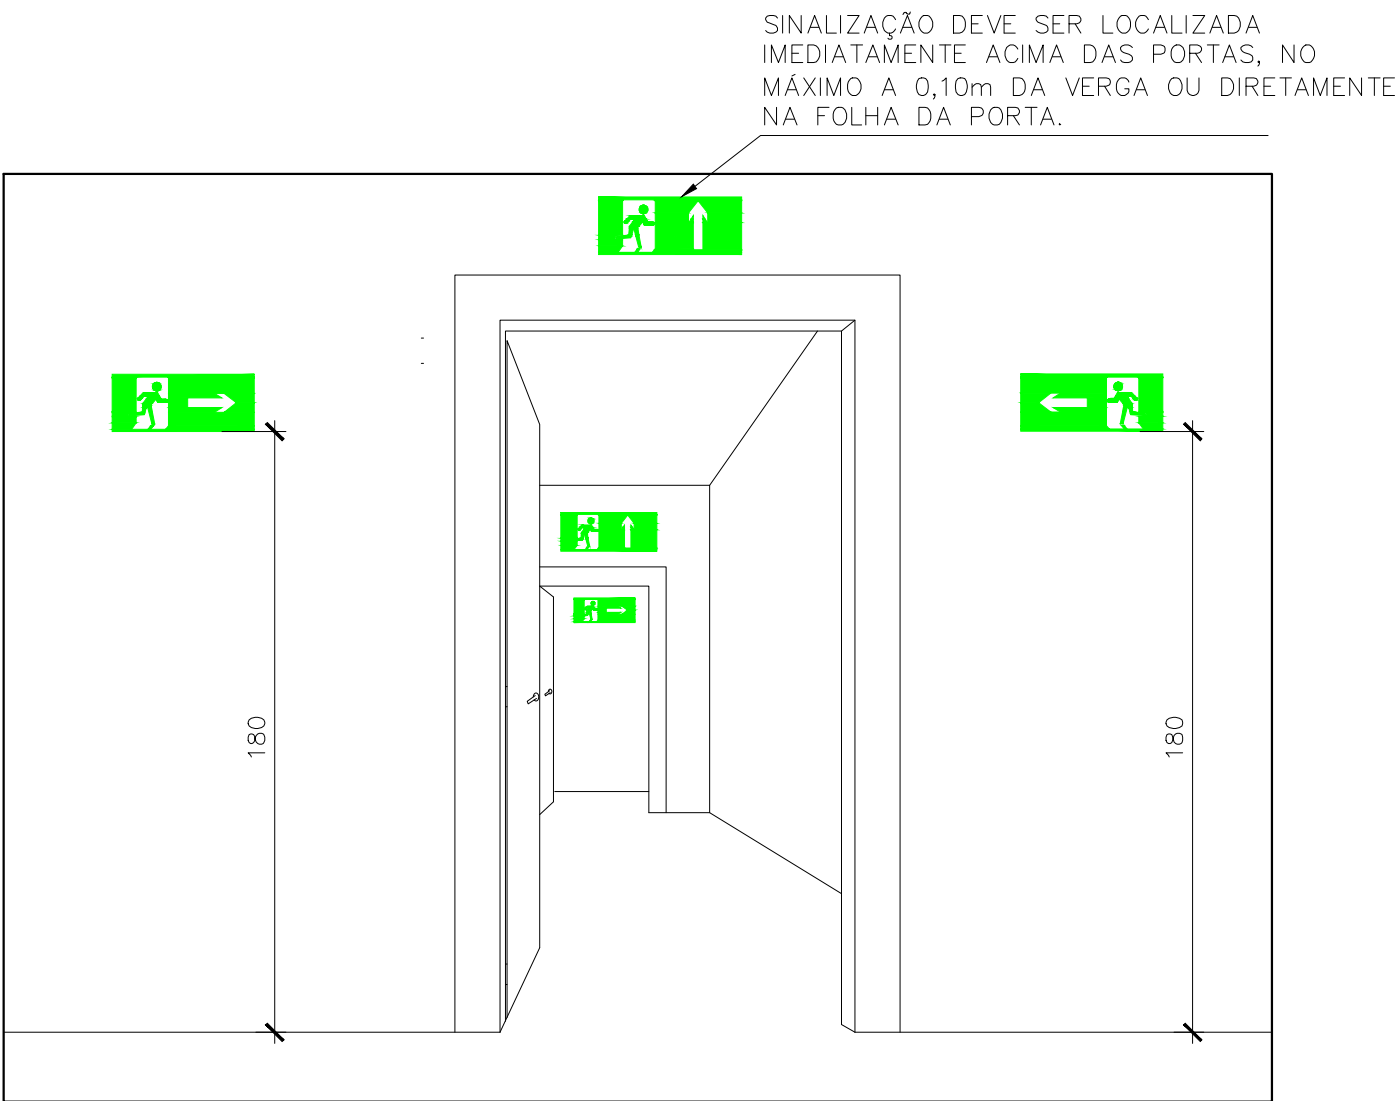 SINALIZAÇÃO DEVE SER LOCALIZADA
IMEDIATAMENTE ACIMA DAS PORTAS, NO
MÁXIMO A 0,10m DA VERGA OU DIRETAMENTE
NA FOLHA DA PORTA.
180
180